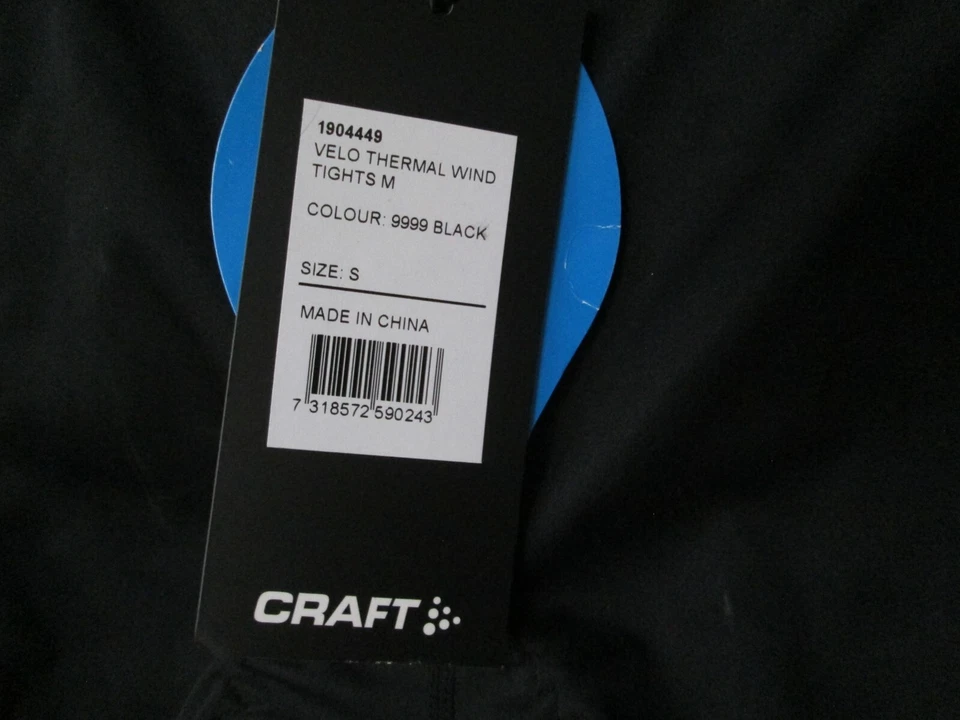 1904449
VELO THERMAL WIND
TIGHTS M
COLOUR: 9999 BLACK
SIZE: S
MADE IN CHINA
7 318572 590243
CRAFT